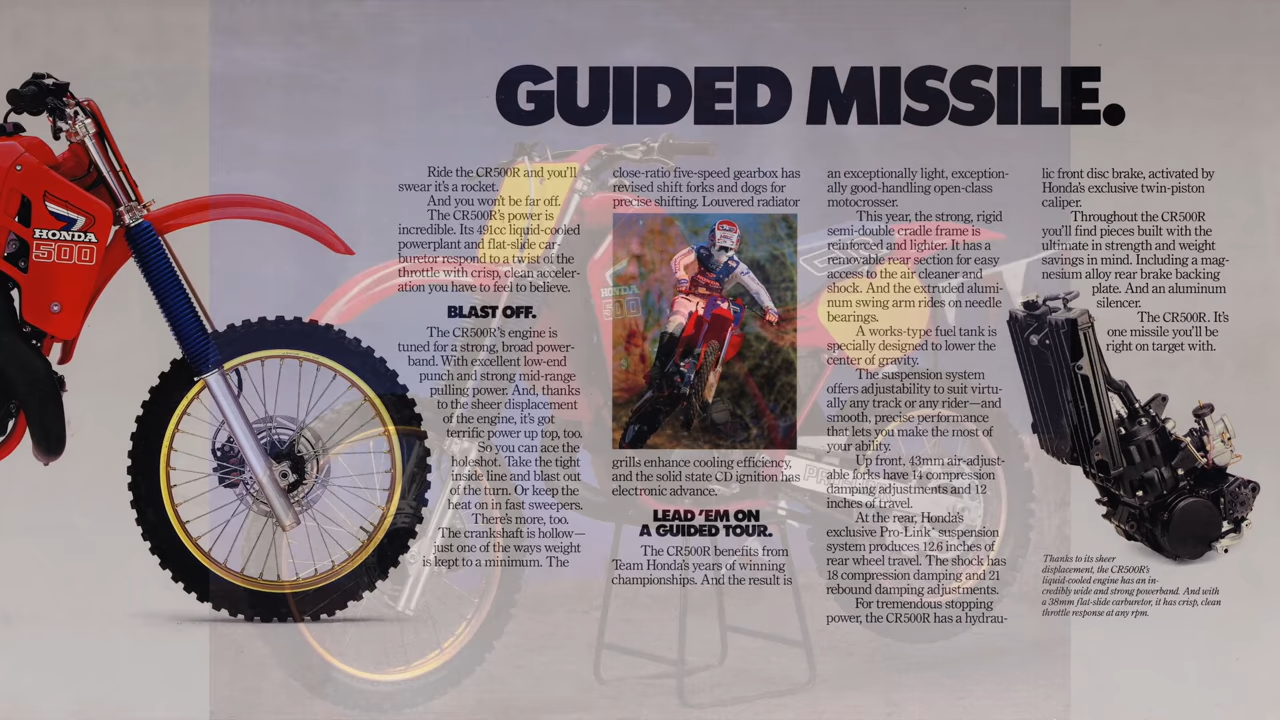 GUIDED MISSILE.
HONDA
500
Ride the CR500R and you'll
swear it's a rocket.
And you won't be far off.
The CR500R's power is
incredible. Its 491cc liquid-cooled
powerplant and flat-slide car-
buretor respond to a twist of the
throttle with crisp, clean acceler-
ation you have to feel to believe.
BLAST OFF.
The CR500R's engine is
tuned for a strong, broad power-
band. With excellent low-end
punch and strong mid-range
pulling power. And, thanks
to the sheer displacement
of the engine, it's got
terrific power up top, too.
So you can ace the
holeshot. Take the tight
inside line and blast out
of the turn. Or keep the
heat on in fast sweepers.
There's more, too.
The crankshaft is hollow—
just one of the ways weight
is kept to a minimum. The
close-ratio five-speed gearbox has
revised shift forks and dogs for
precise shifting. Louvered radiator
HONDA
500
grills enhance cooling efficiency,
and the solid state CD ignition has
electronic advance.
LEAD 'EM ON
A GUIDED TOUR.
The CR500R benefits from
Team Honda's years of winning
championships. And the result is
an exceptionally light, exception-
ally good-handling open-class
motocrosser.
This year, the strong, rigid
semi-double cradle frame is
reinforced and lighter. It has a
removable rear section for easy
access to the air cleaner and
shock. And the extruded alumi-
num swing arm rides on needle
bearings.
A works-type fuel tank is
specially designed to lower the
center of gravity.
The suspension system
offers adjustability to suit virtu-
ally any track or any rider—and
smooth, precise performance
that lets you make the most of
your ability.
Up front, 43mm air-adjust-
able forks have 14 compression
damping adjustments and 12
inches of travel.
At the rear, Honda's
exclusive Pro-Link suspension
system produces 12.6 inches of
rear wheel travel. The shock has
18 compression damping and 21
rebound damping adjustments.
For tremendous stopping
power, the CR500R has a hydrau-
lic front disc brake, activated by
Honda's exclusive twin-piston
caliper.
Throughout the CR500R
you'll find pieces built with the
ultimate in strength and weight
savings in mind. Including a mag-
nesium alloy rear brake backing
plate. And an aluminum
silencer.
The CR500R. It's
one missile you'll be
right on target with.
Thanks to its sheer
displacement, the CR500R's
liquid-cooled engine has an in-
credibly wide and strong powerband. And with
a 38mm flat-slide carburetor, it has crisp, clean
throttle response at any rpm.